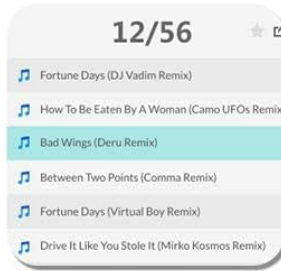 12/56
Fortune Days (DJ Vadim Remix)
How To Be Eaten By A Woman (Camo UFOs Remix
Bad Wings (Deru Remix)
Between Two Points (Comma Remix)
Fortune Days (Virtual Boy Remix)
Drive It Like You Stole It (Mirko Kosmos Remix)